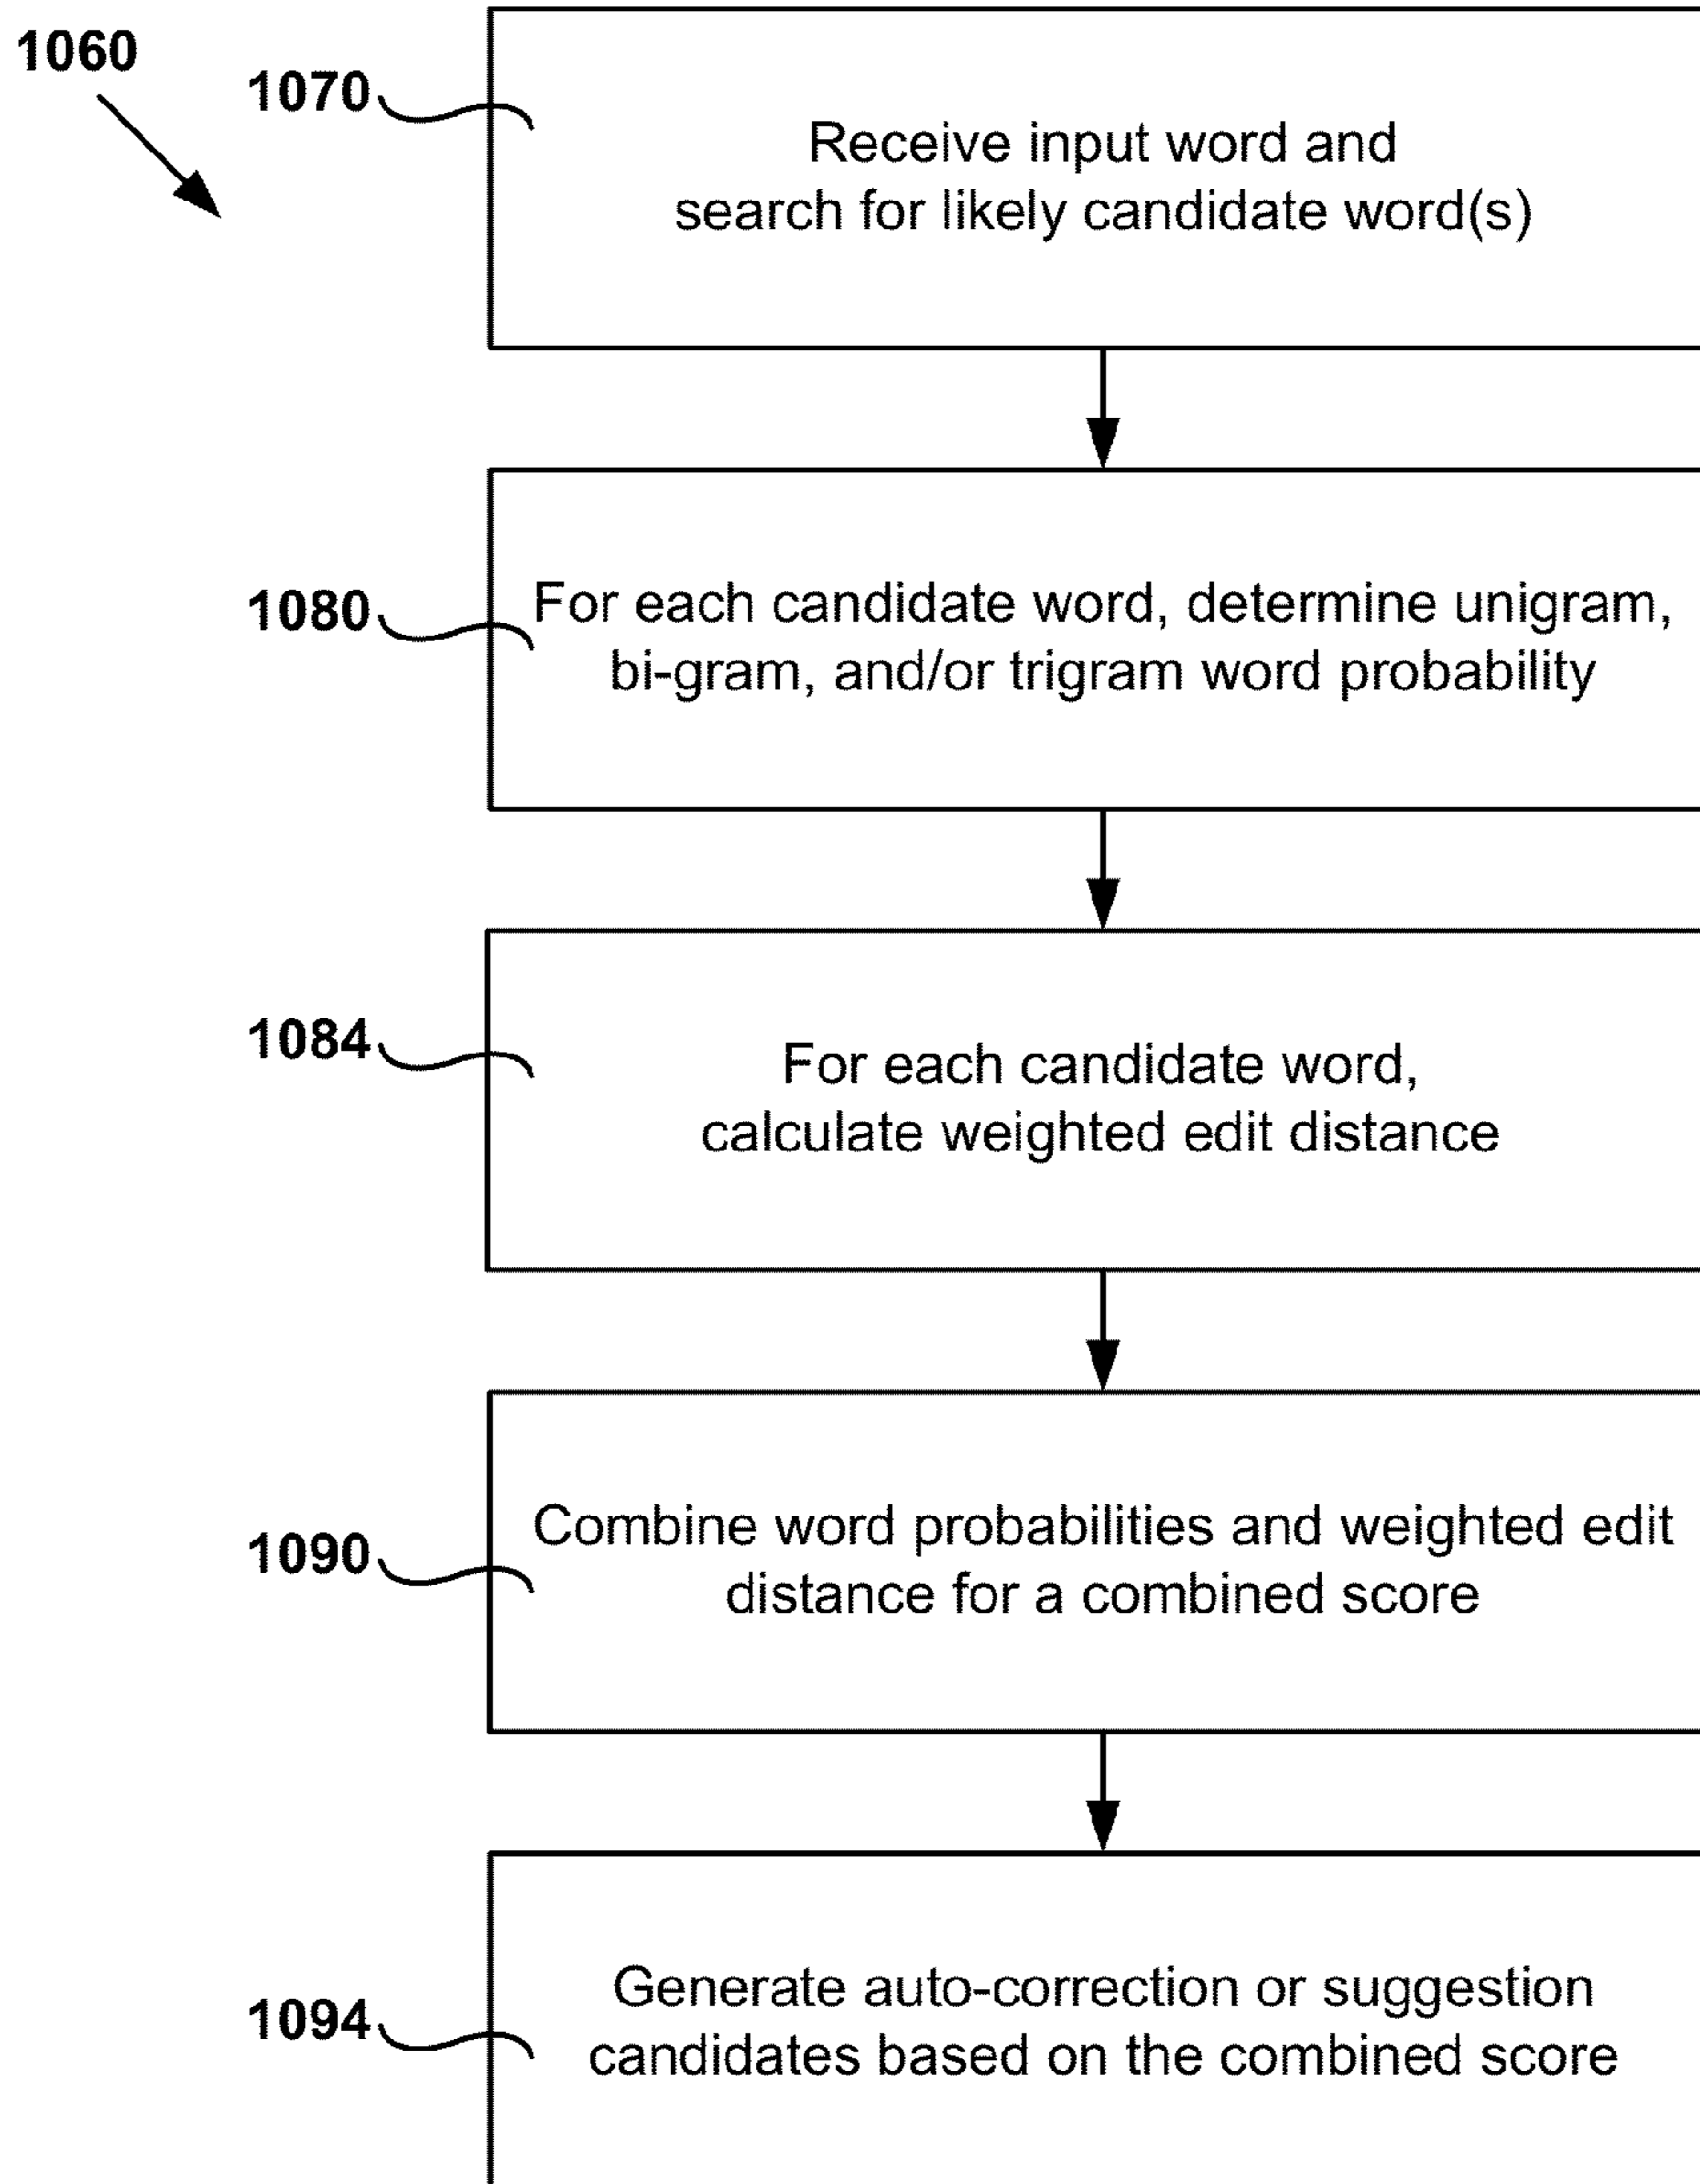 1060
1070
Receive input word and
search for likely candidate word(s)
1080
For each candidate word, determine unigram,
bi-gram, and/or trigram word probability
1084
For each candidate word,
calculate weighted edit distance
1090
Combine word probabilities and weighted edit
distance for a combined score
1094
Generate auto-correction or suggestion
candidates based on the combined score